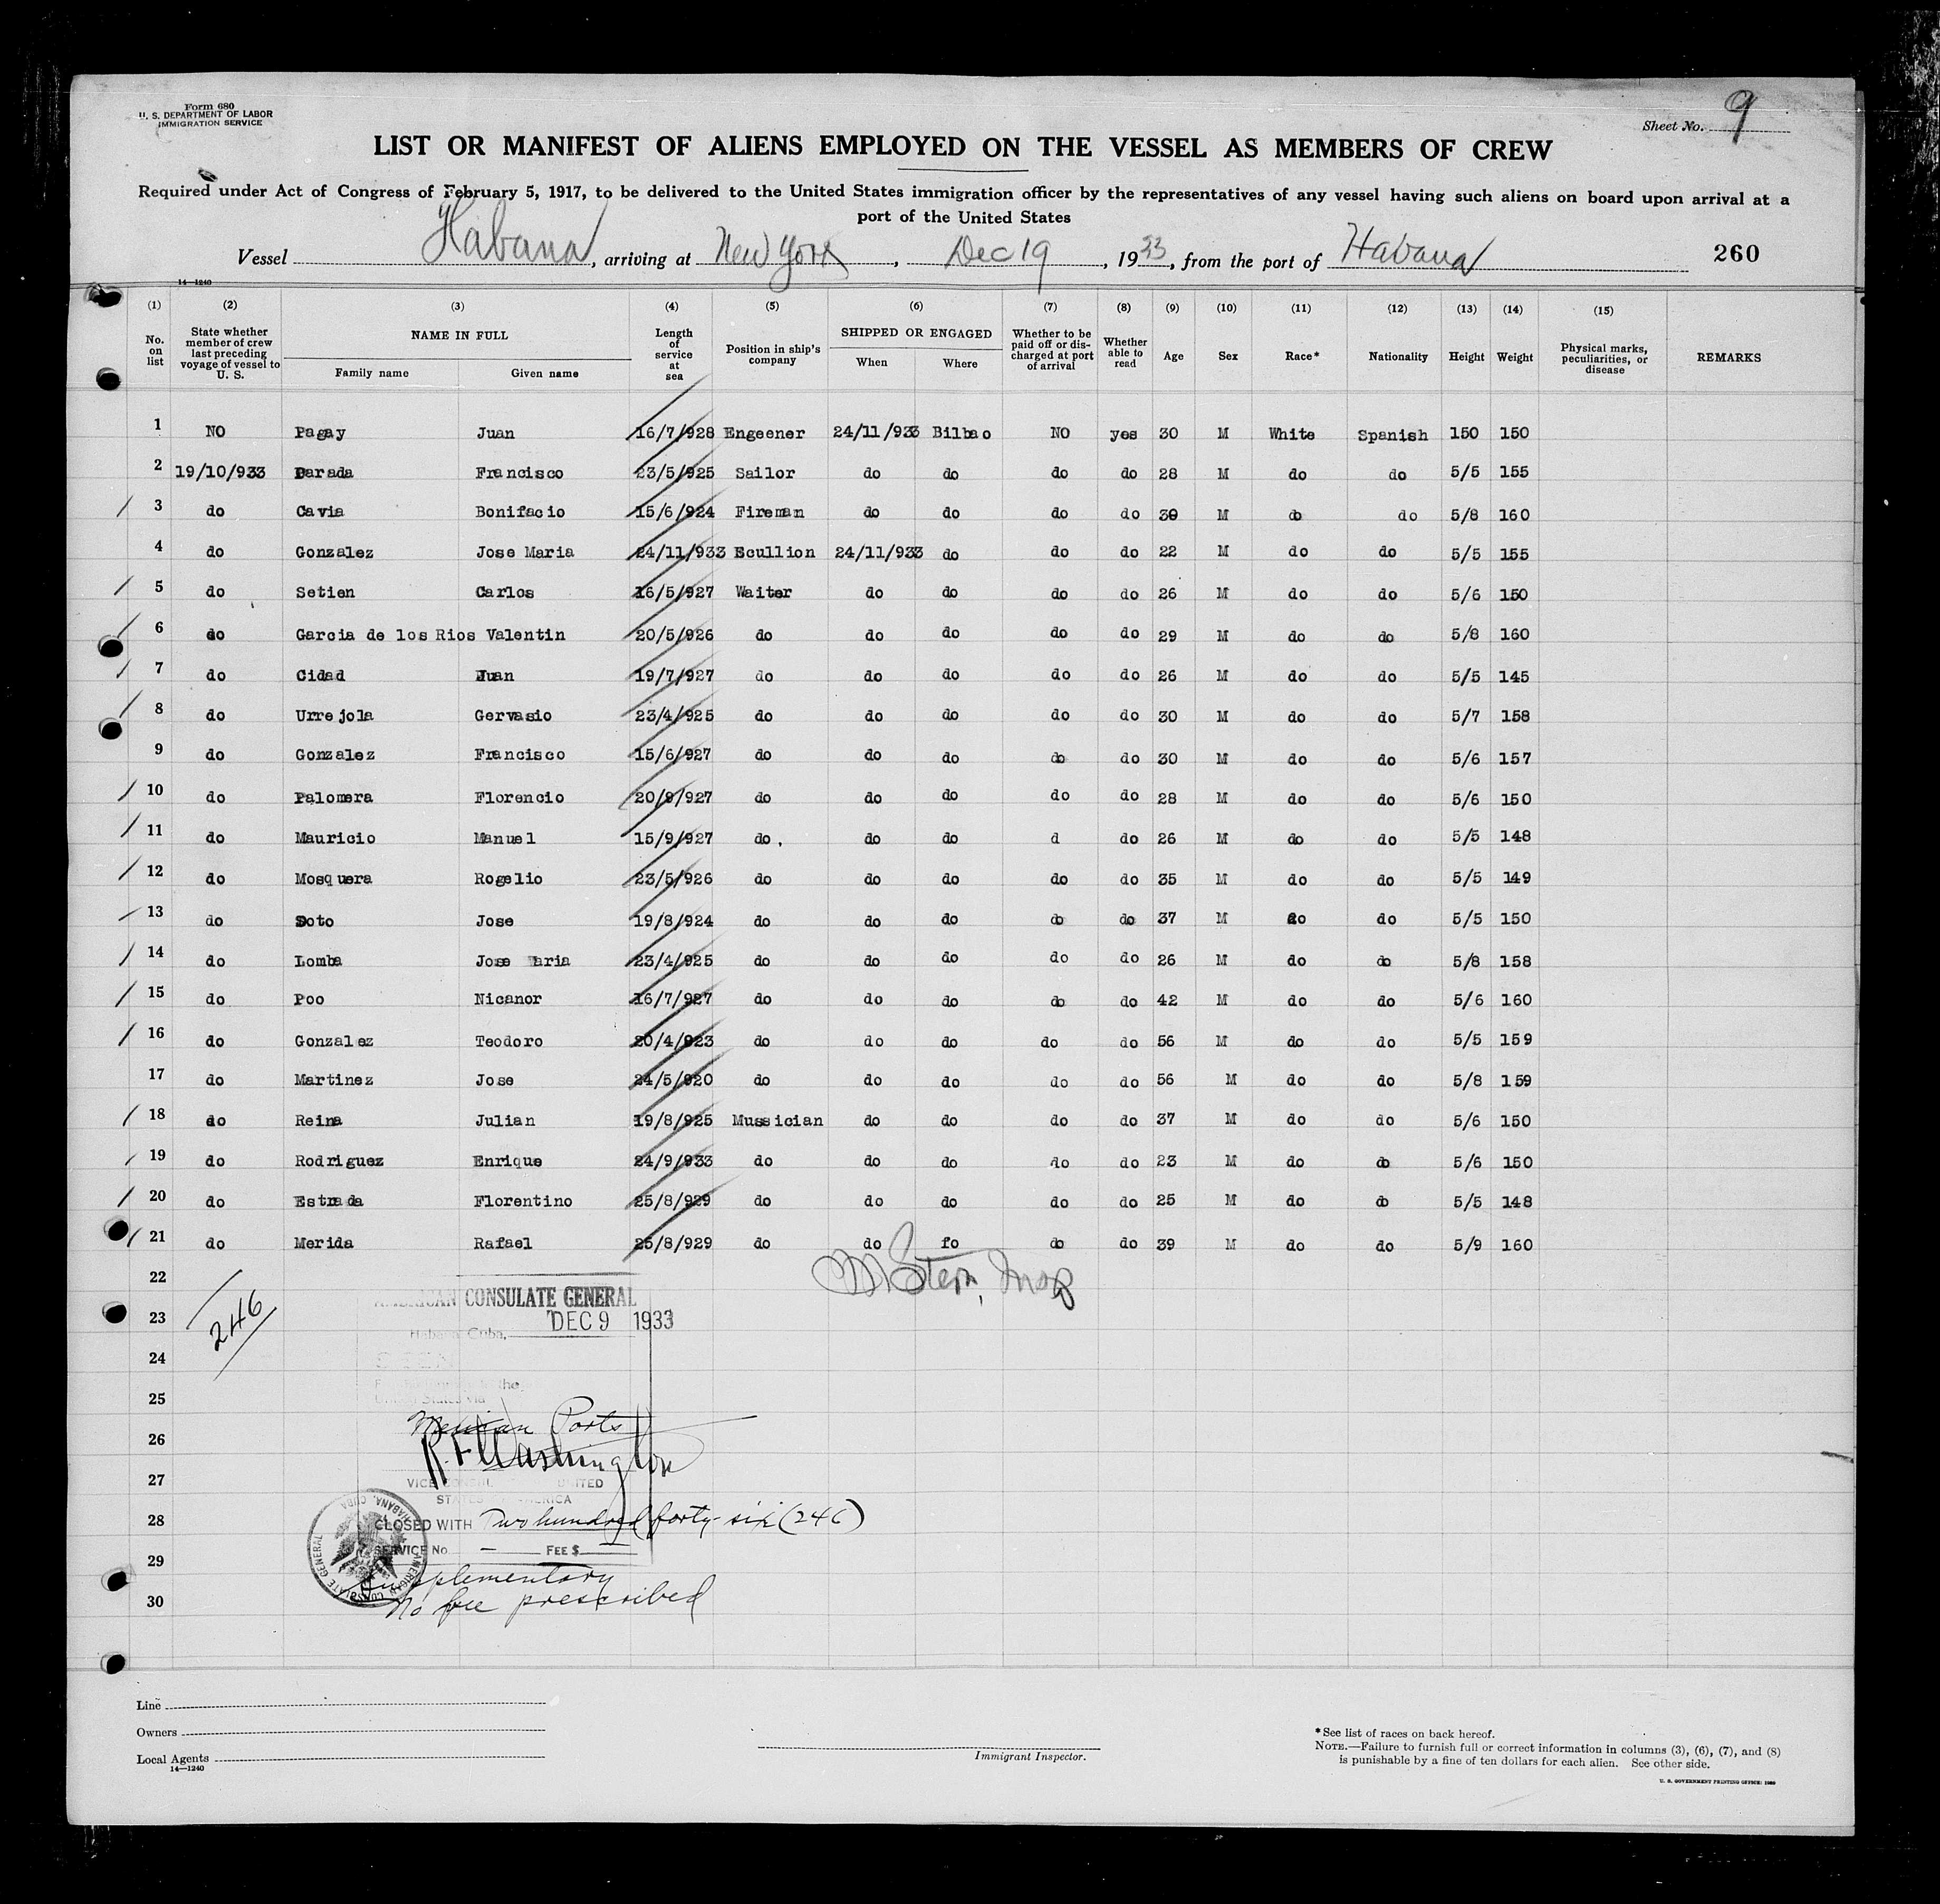 Form 680
U. S. DEPARTMENT OF LABOR
IMMIGRATION SERVICE
Sheet No. 9
LIST OR MANIFEST OF ALIENS EMPLOYED ON THE VESSEL AS MEMBERS OF CREW
Required under Act of Congress of February 5, 1917, to be delivered to the United States immigration officer by the representatives of any vessel having such aliens on board upon arrival at a
port of the United States
Vessel Habana, arriving at New York, Dec 19, 1933, from the port of Habana 260
14—1240
(1) (2) (3) (4) (5) (6) (7) (8) (9) (10) (11) (12) (13) (14) (15)
No. on list State whether member of crew last preceding voyage of vessel to U. S. NAME IN FULL Family name Given name Length of service at sea Position in ship's company SHIPPED OR ENGAGED When Where Whether to be paid off or discharged at port of arrival Whether able to read Age Sex Race* Nationality Height Weight Physical marks, peculiarities, or disease REMARKS
1 NO Pagay Juan 16/7/928 Engeener 24/11/933 Bilbao NO yes 30 M White Spanish 150 150
2 19/10/933 Parada Francisco 23/5/925 Sailor do do do do 28 M do do 5/5 155
3 do Cavia Bonifacio 15/6/924 Fireman do do do do 30 M do do 5/8 160
4 do Gonzalez Jose Maria 24/11/933 Scullion 24/11/933 do do do 22 M do do 5/5 155
5 do Setien Carlos 16/5/927 Waiter do do do do 26 M do do 5/6 150
6 do Garcia de los Rios Valentin 20/5/926 do do do do do 29 M do do 5/8 160
7 do Cidad Juan 19/7/927 do do do do do 26 M do do 5/5 145
8 do Urrejola Gervasio 23/4/925 do do do do do 30 M do do 5/7 158
9 do Gonzalez Francisco 15/6/927 do do do do do 30 M do do 5/6 157
10 do Palomera Florencio 20/9/927 do do do do do 28 M do do 5/6 150
11 do Mauricio Manuel 15/9/927 do. do do d do 26 M do do 5/5 148
12 do Mosquera Rogelio 23/5/926 do do do do do 35 M do do 5/5 149
13 do Soto Jose 19/8/924 do do do do do 37 M do do 5/5 150
14 do Lomba Jose Maria 23/4/925 do do do do do 26 M do do 5/8 158
15 do Poo Nicanor 16/7/927 do do do do do 42 M do do 5/6 160
16 do Gonzalez Teodoro 20/4/923 do do do do do 56 M do do 5/5 159
17 do Martinez Jose 24/5/920 do do do do do 56 M do do 5/8 159
18 do Reina Julian 19/8/925 Mussician do do do do 37 M do do 5/6 150
19 do Rodriguez Enrique 24/9/933 do do do do do 23 M do do 5/6 150
20 do Estrada Florentino 25/8/929 do do do do do 25 M do do 5/5 148
21 do Merida Rafael 25/8/929 do do fo do do 39 M do do 5/9 160
22
M Stern, Insp
AMERICAN CONSULATE GENERAL
23
246
DEC 9 1933
Habana, Cuba,
24
25
Mexican Ports
26
R. F. Washington
27
VICE CONSUL UNITED
STATES AMERICA
28
CLOSED WITH Two hundred forty-six (246)
29
SERVICE No. — FEE $
AMERICAN CONSULATE GENERAL HABANA, CUBA
Supplementary
30
No fee prescribed
Line
Owners
Local Agents
14—1240
Immigrant Inspector.
*See list of races on back hereof.
NOTE.—Failure to furnish full or correct information in columns (3), (6), (7), and (8)
is punishable by a fine of ten dollars for each alien. See other side.
U. S. GOVERNMENT PRINTING OFFICE: 1930